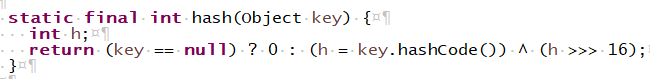 static final int hash(Object key) {
int h;
return (key == null) ? 0 : (h = key.hashCode()) ^ (h >>> 16);
}